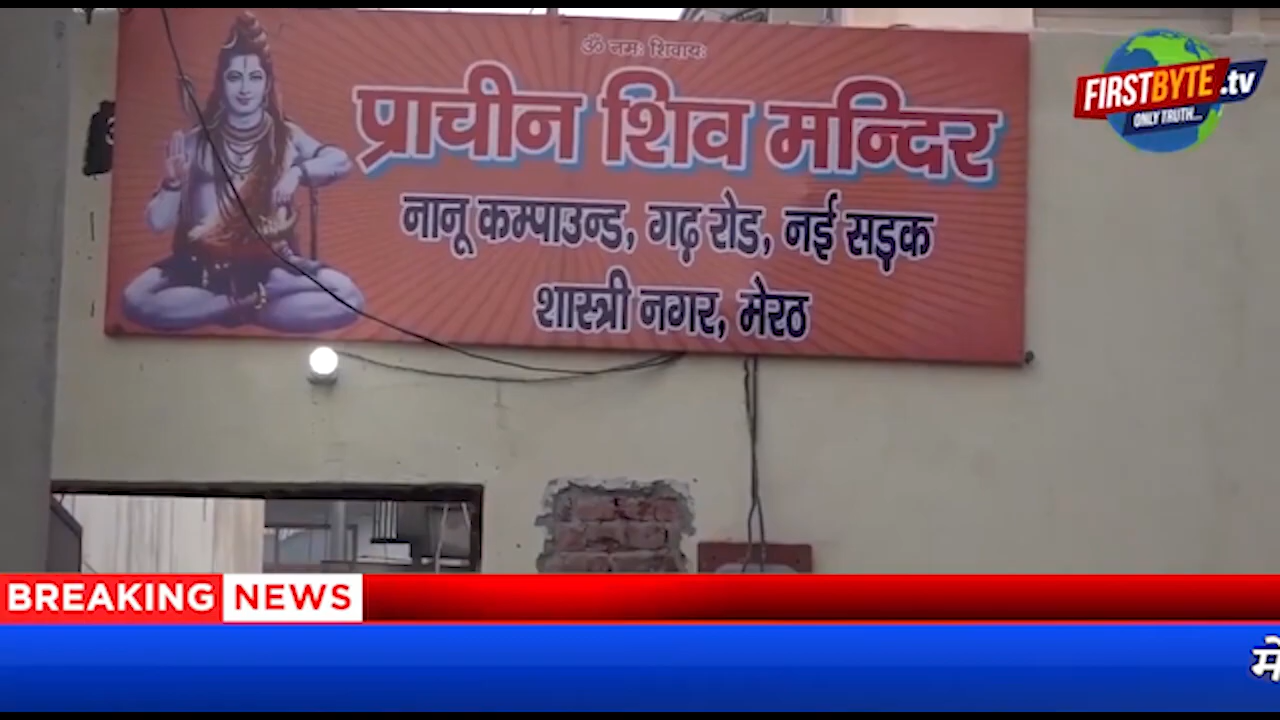 ॐ नमः शिवायः
प्राचीन शिव मन्दिर
नानू कम्पाउन्ड, गढ़ रोड, नई सड़क
शास्त्री नगर, मेरठ
FIRSTBYTE.tv
ONLY TRUTH...
BREAKING NEWS
मे